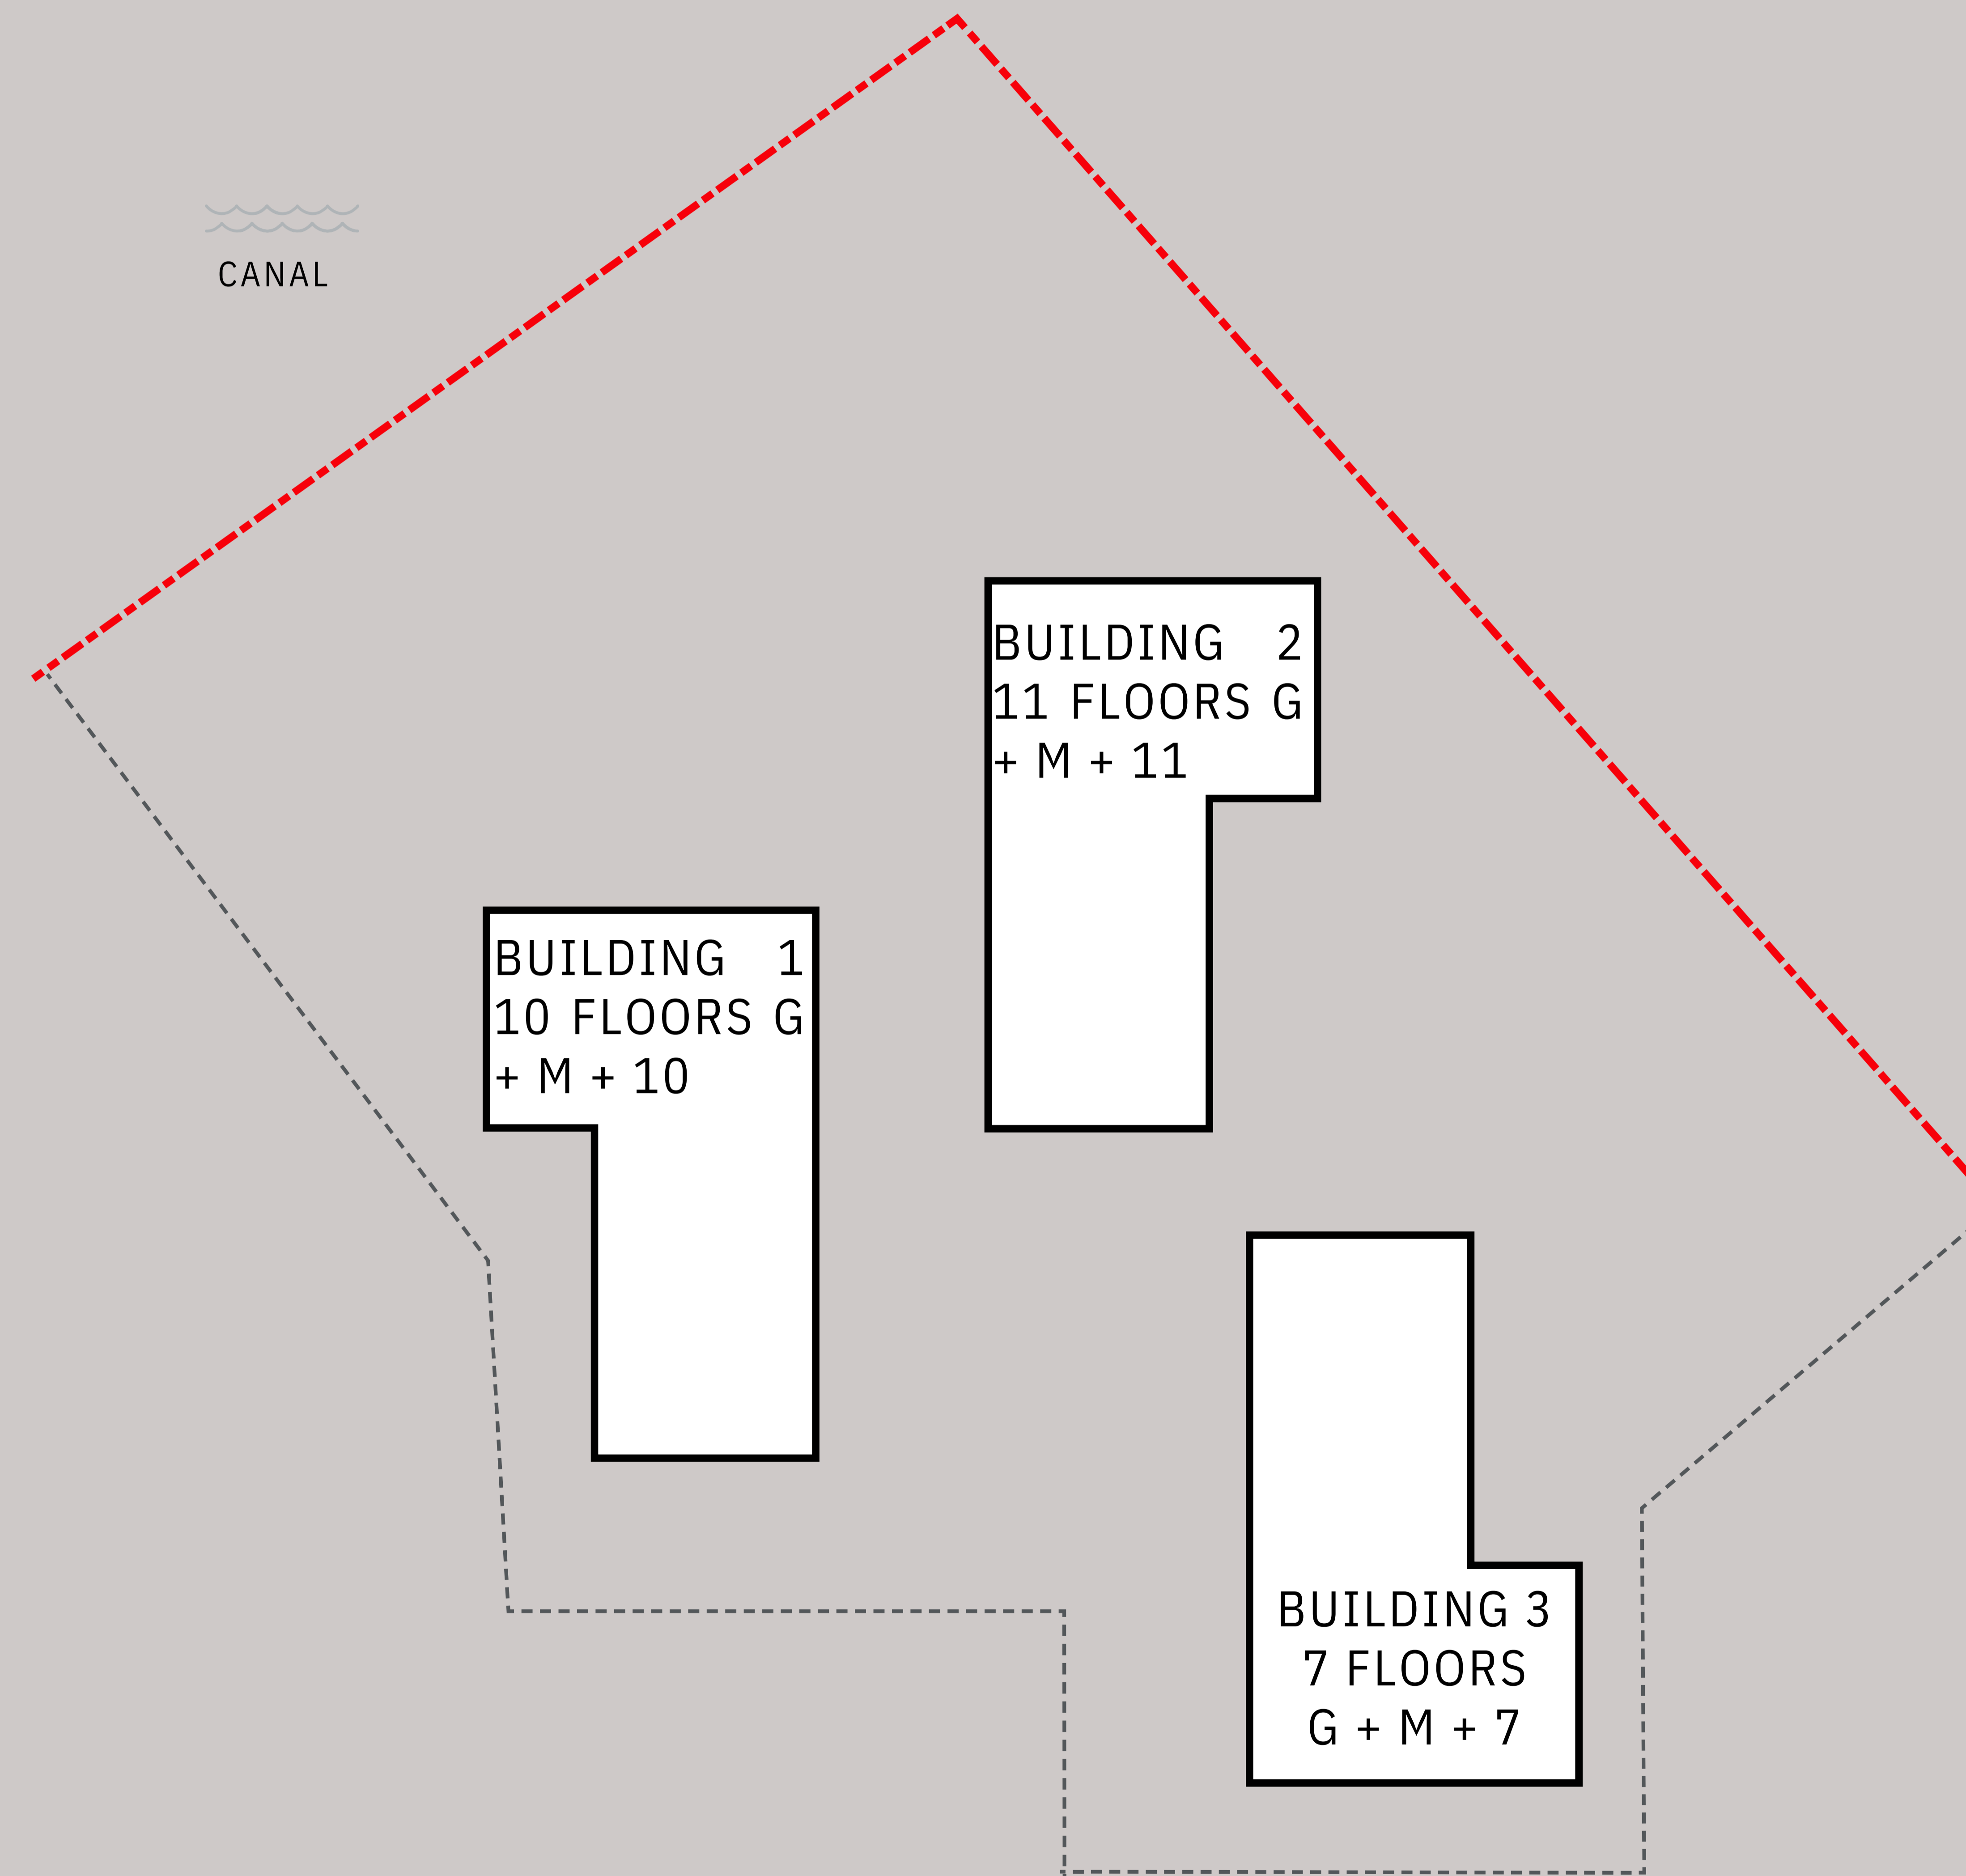 CANAL
BUILDING 2
11 FLOORS G
+ M + 11
BUILDING 1
10 FLOORS G
+ M + 10
BUILDING 3
7 FLOORS
G + M + 7